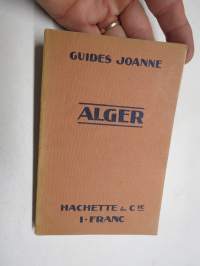 GUIDES JOANNE
ALGER
HACHETTE & Cie
1 · FRANC